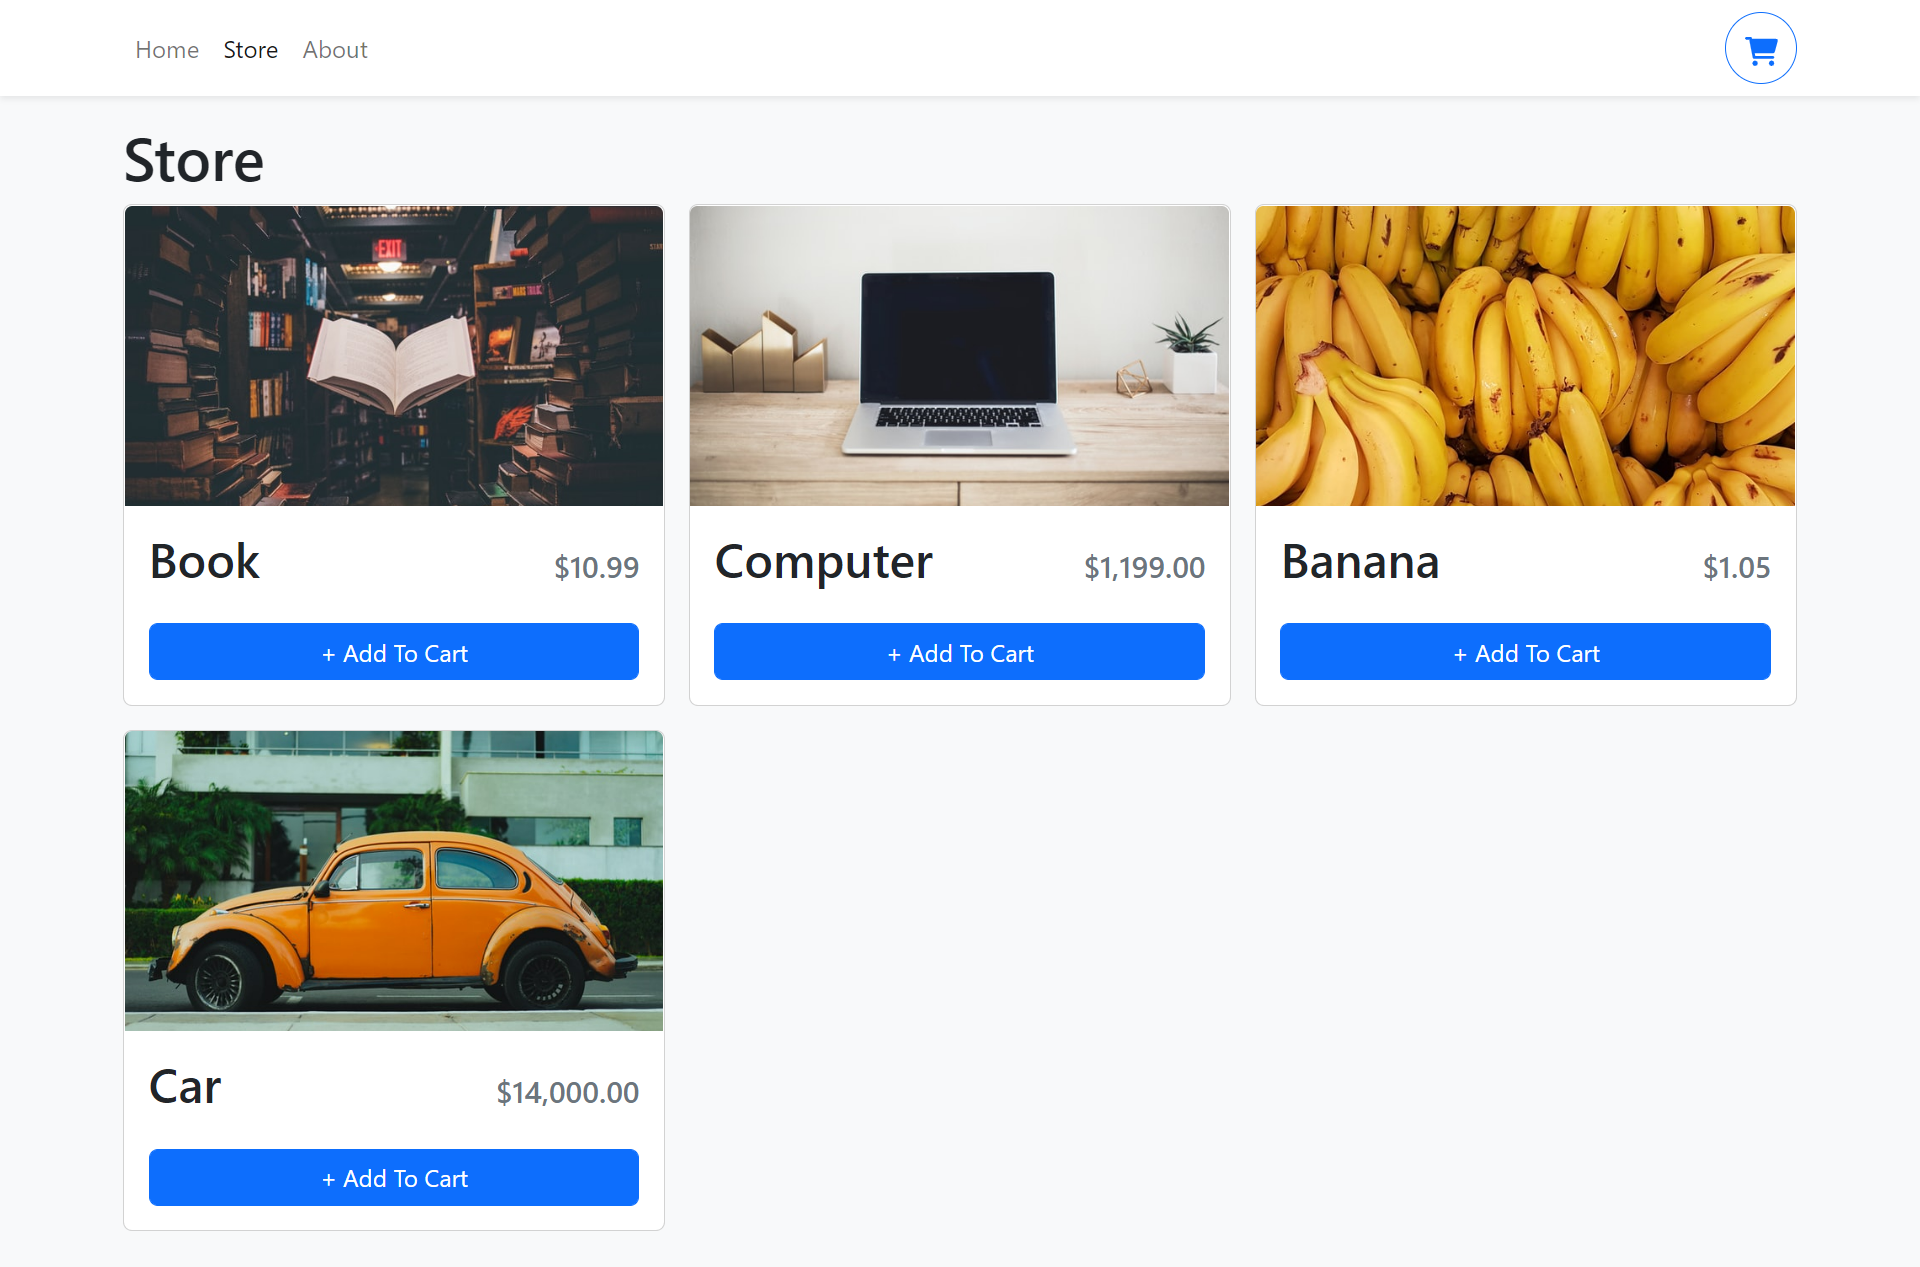 Home Store About
Store
EXIT
Book $10.99
+ Add To Cart
Computer $1,199.00
+ Add To Cart
Banana $1.05
+ Add To Cart
Car $14,000.00
+ Add To Cart